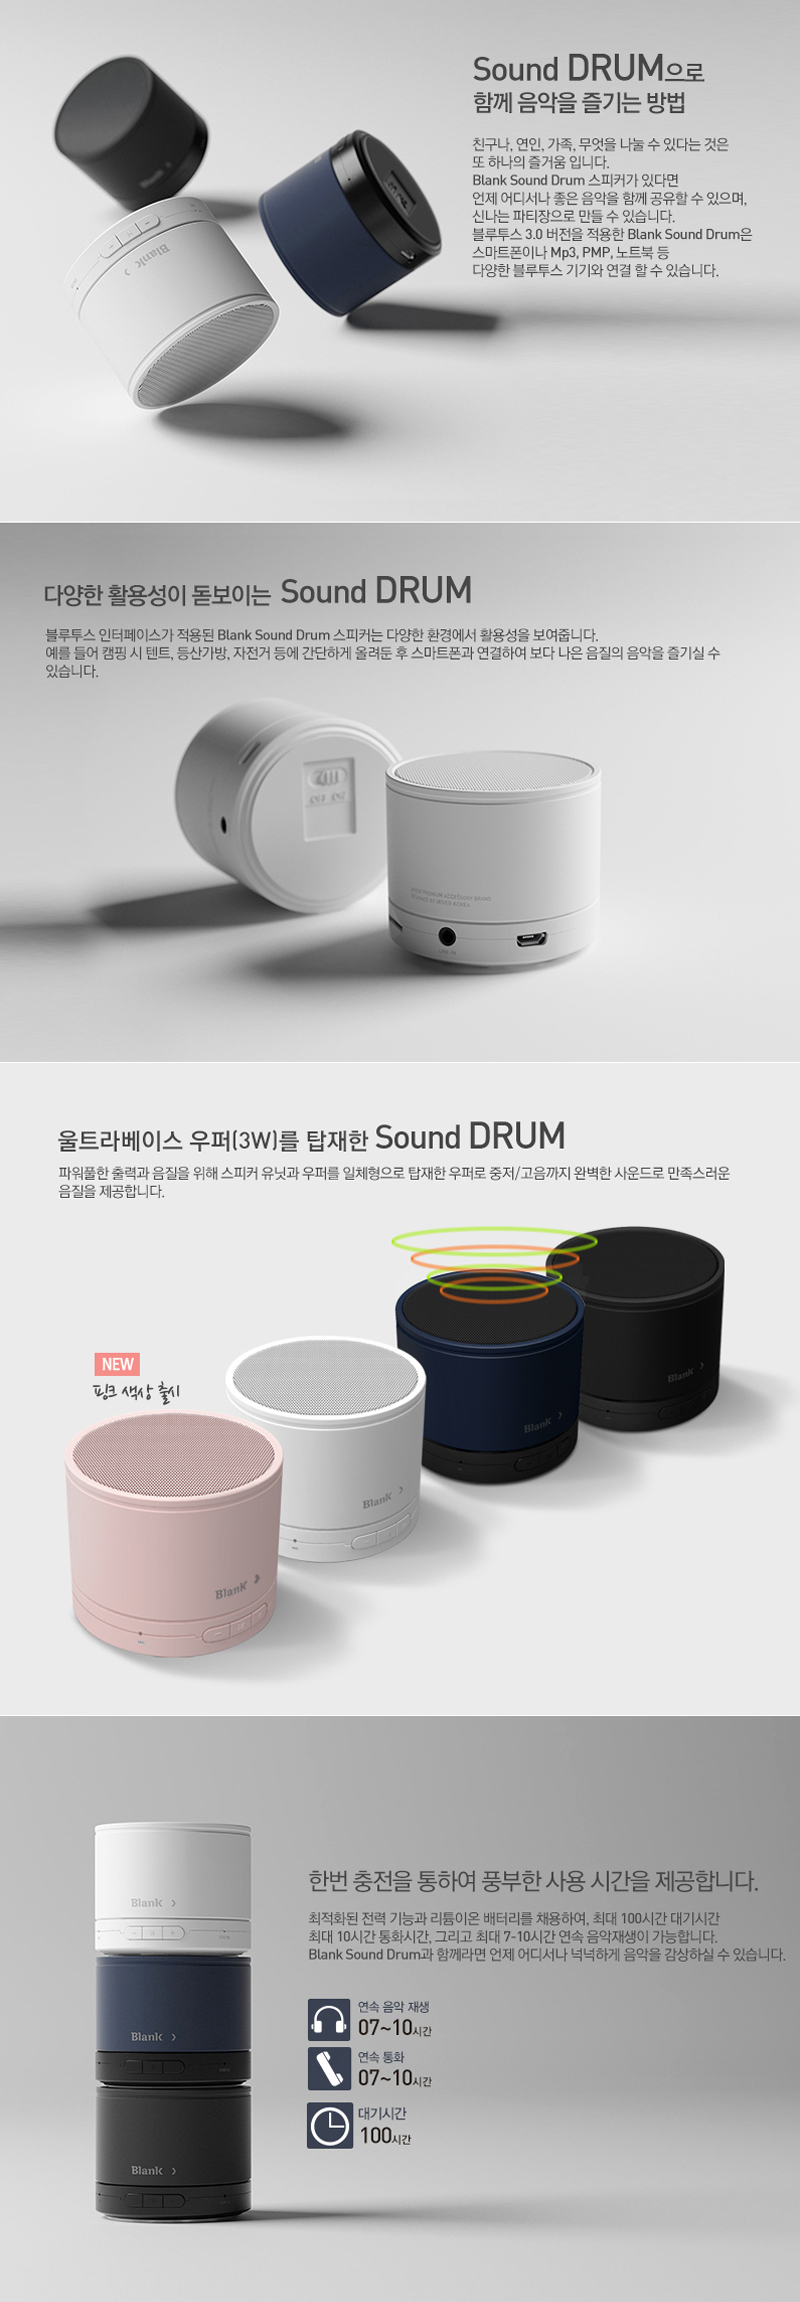 Sound DRUM으로
함께 음악을 즐기는 방법
친구나, 연인, 가족, 무엇을 나눌 수 있다는 것은
또 하나의 즐거움 입니다.
Blank Sound Drum 스피커가 있다면
언제 어디서나 좋은 음악을 함께 공유할 수 있으며,
신나는 파티장으로 만들 수 있습니다.
블루투스 3.0 버전을 적용한 Blank Sound Drum은
스마트폰이나 Mp3, PMP, 노트북 등
다양한 블루투스 기기와 연결 할 수 있습니다.
Blank
Blank
다양한 활용성이 돋보이는 Sound DRUM
블루투스 인터페이스가 적용된 Blank Sound Drum 스피커는 다양한 환경에서 활용성을 보여줍니다.
예를 들어 캠핑 시 텐트, 등산가방, 자전거 등에 간단하게 올려둔 후 스마트폰과 연결하여 보다 나은 음질의 음악을 즐기실 수
있습니다.
OFF ON
LINE IN
울트라베이스 우퍼(3W)를 탑재한 Sound DRUM
파워풀한 출력과 음질을 위해 스피커 유닛과 우퍼를 일체형으로 탑재한 우퍼로 중저/고음까지 완벽한 사운드로 만족스러운
음질을 제공합니다.
NEW
핑크 색상 출시
Blank
Blank
Blank
Blank
한번 충전을 통하여 풍부한 사용 시간을 제공합니다.
최적화된 전력 기능과 리튬이온 배터리를 채용하여, 최대 100시간 대기시간
최대 10시간 통화시간, 그리고 최대 7-10시간 연속 음악재생이 가능합니다.
Blank Sound Drum과 함께라면 언제 어디서나 넉넉하게 음악을 감상하실 수 있습니다.
Blank
Blank
Blank
연속 음악 재생
07~10시간
연속 통화
07~10시간
대기시간
100시간